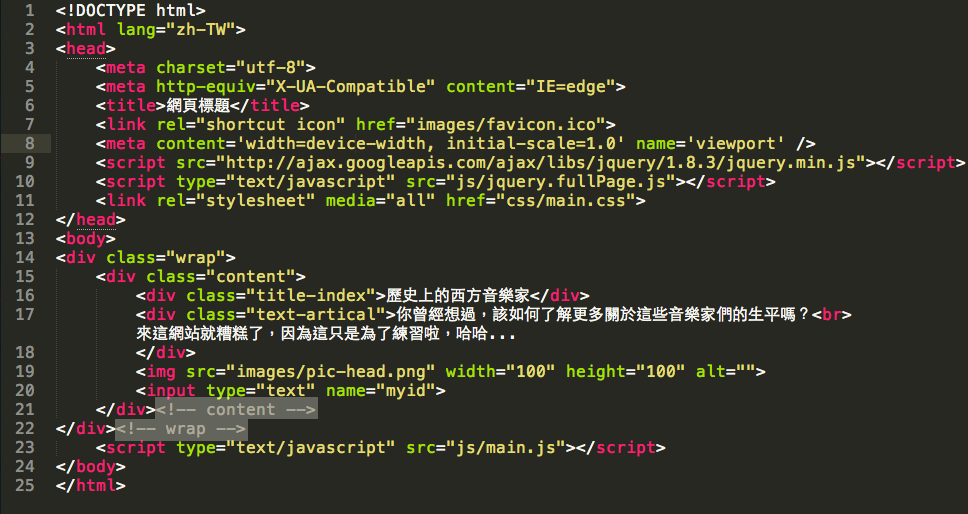 1 <!DOCTYPE html>
2 <html lang="zh-TW">
3 <head>
4 <meta charset="utf-8">
5 <meta http-equiv="X-UA-Compatible" content="IE=edge">
6 <title>網頁標題</title>
7 <link rel="shortcut icon" href="images/favicon.ico">
8 <meta content='width=device-width, initial-scale=1.0' name='viewport' />
9 <script src="http://ajax.googleapis.com/ajax/libs/jquery/1.8.3/jquery.min.js"></script>
10 <script type="text/javascript" src="js/jquery.fullPage.js"></script>
11 <link rel="stylesheet" media="all" href="css/main.css">
12 </head>
13 <body>
14 <div class="wrap">
15 <div class="content">
16 <div class="title-index">歷史上的西方音樂家</div>
17 <div class="text-artical">你曾經想過，該如何了解更多關於這些音樂家們的生平嗎？<br>
來這網站就糟糕了，因為這只是為了練習啦，哈哈...
18 </div>
19 <img src="images/pic-head.png" width="100" height="100" alt="">
20 <input type="text" name="myid">
21 </div><!-- content -->
22 </div><!-- wrap -->
23 <script type="text/javascript" src="js/main.js"></script>
24 </body>
25 </html>